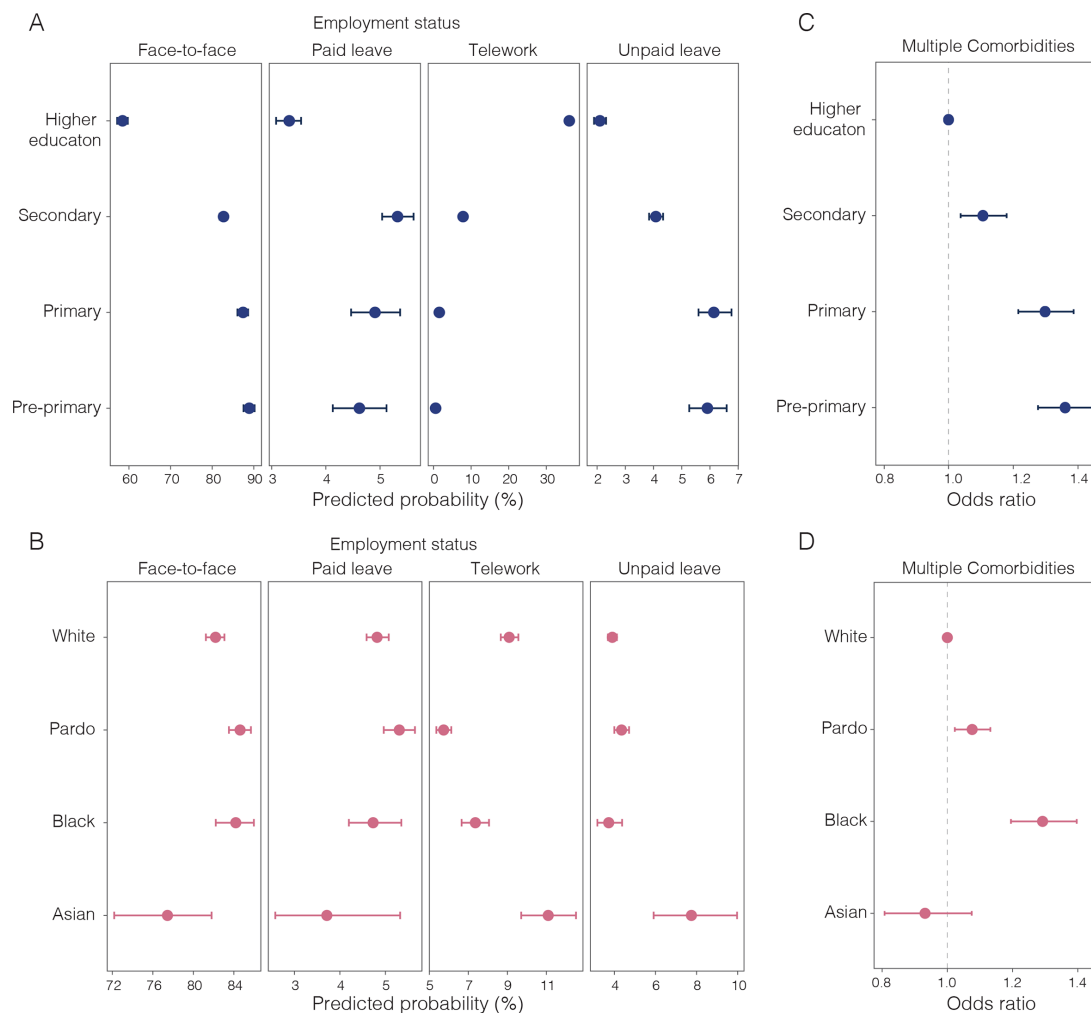 A
Employment status
Face-to-face Paid leave Telework Unpaid leave
Higher
educaton
Secondary
Primary
Pre-primary
60 70 80 90 3 4 5 0 10 20 30 2 3 4 5 6 7
Predicted probability (%)
C
Multiple Comorbidities
Higher
educaton
Secondary
Primary
Pre-primary
0.8 1.0 1.2 1.4
Odds ratio
B
Employment status
Face-to-face Paid leave Telework Unpaid leave
White
Pardo
Black
Asian
72 76 80 84 3 4 5 5 7 9 11 4 6 8 10
Predicted probability (%)
D
Multiple Comorbidities
White
Pardo
Black
Asian
0.8 1.0 1.2 1.4
Odds ratio